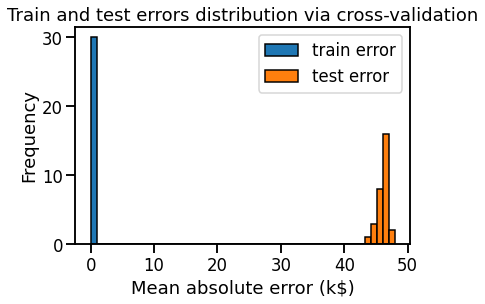 Train and test errors distribution via cross-validation
30
20
10
0
Frequency
train error
test error
0 10 20 30 40 50
Mean absolute error (k$)